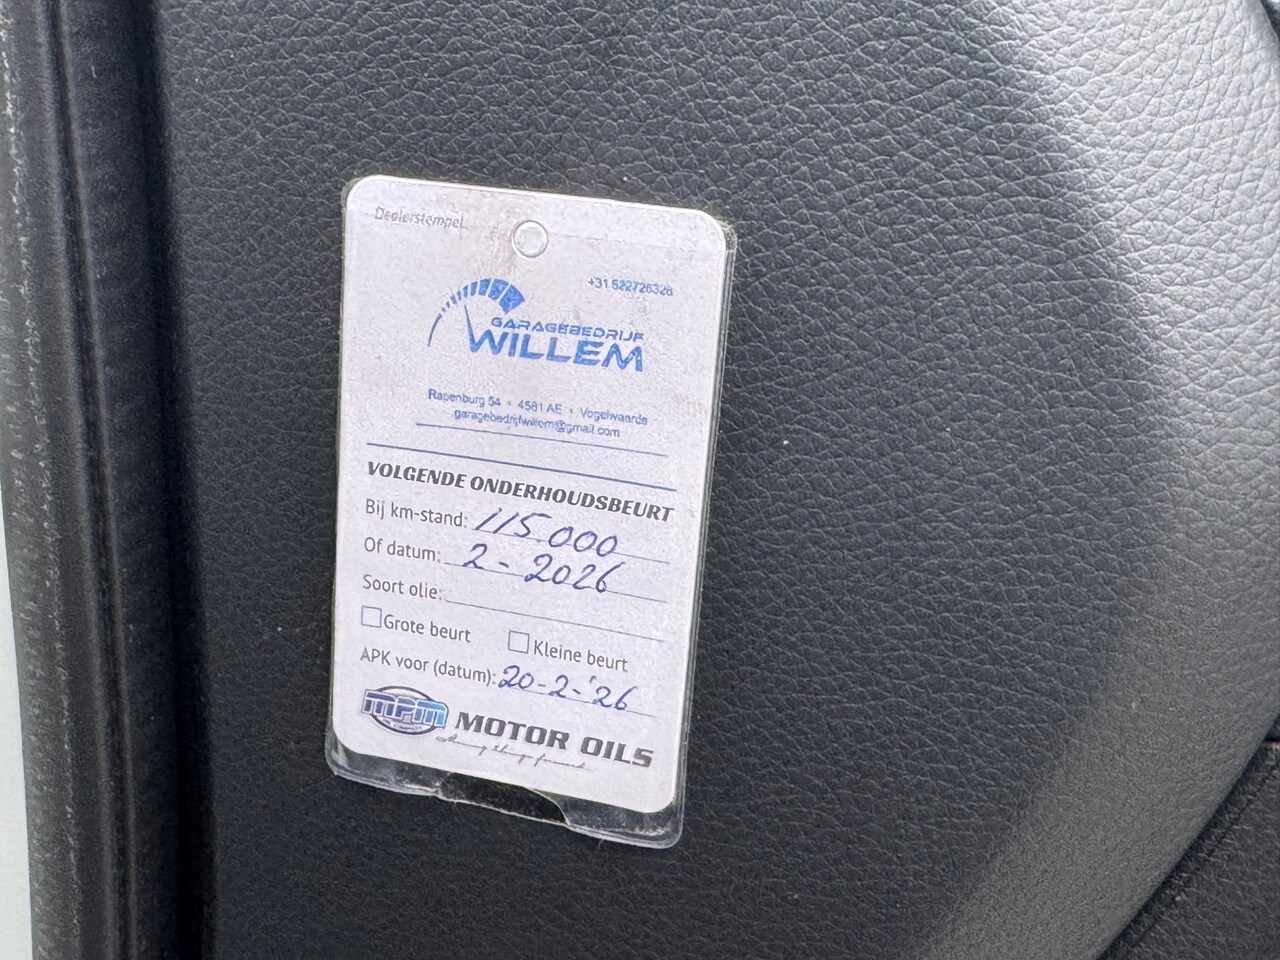 Dealerstempel
+31 622726328
GARAGEBEDRIJF
WILLEM
Rapenburg 54 • 4581 AE • Vogelwaarde
garagebedrijfwillem@gmail.com
VOLGENDE ONDERHOUDSBEURT
Bij km-stand: 115.000
Of datum: 2 - 2026
Soort olie:
Grote beurt Kleine beurt
APK voor (datum): 20-2-'26
mpm MOTOR OILS